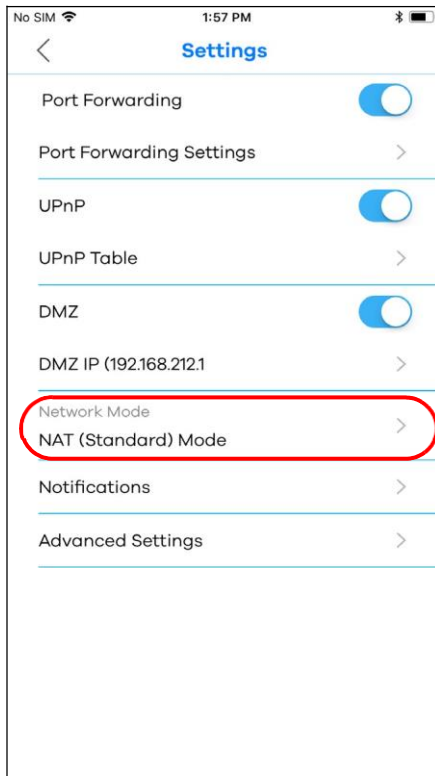 No SIM 1:57 PM
Settings
Port Forwarding
Port Forwarding Settings
UPnP
UPnP Table
DMZ
DMZ IP (192.168.212.1
Network Mode
NAT (Standard) Mode
Notifications
Advanced Settings